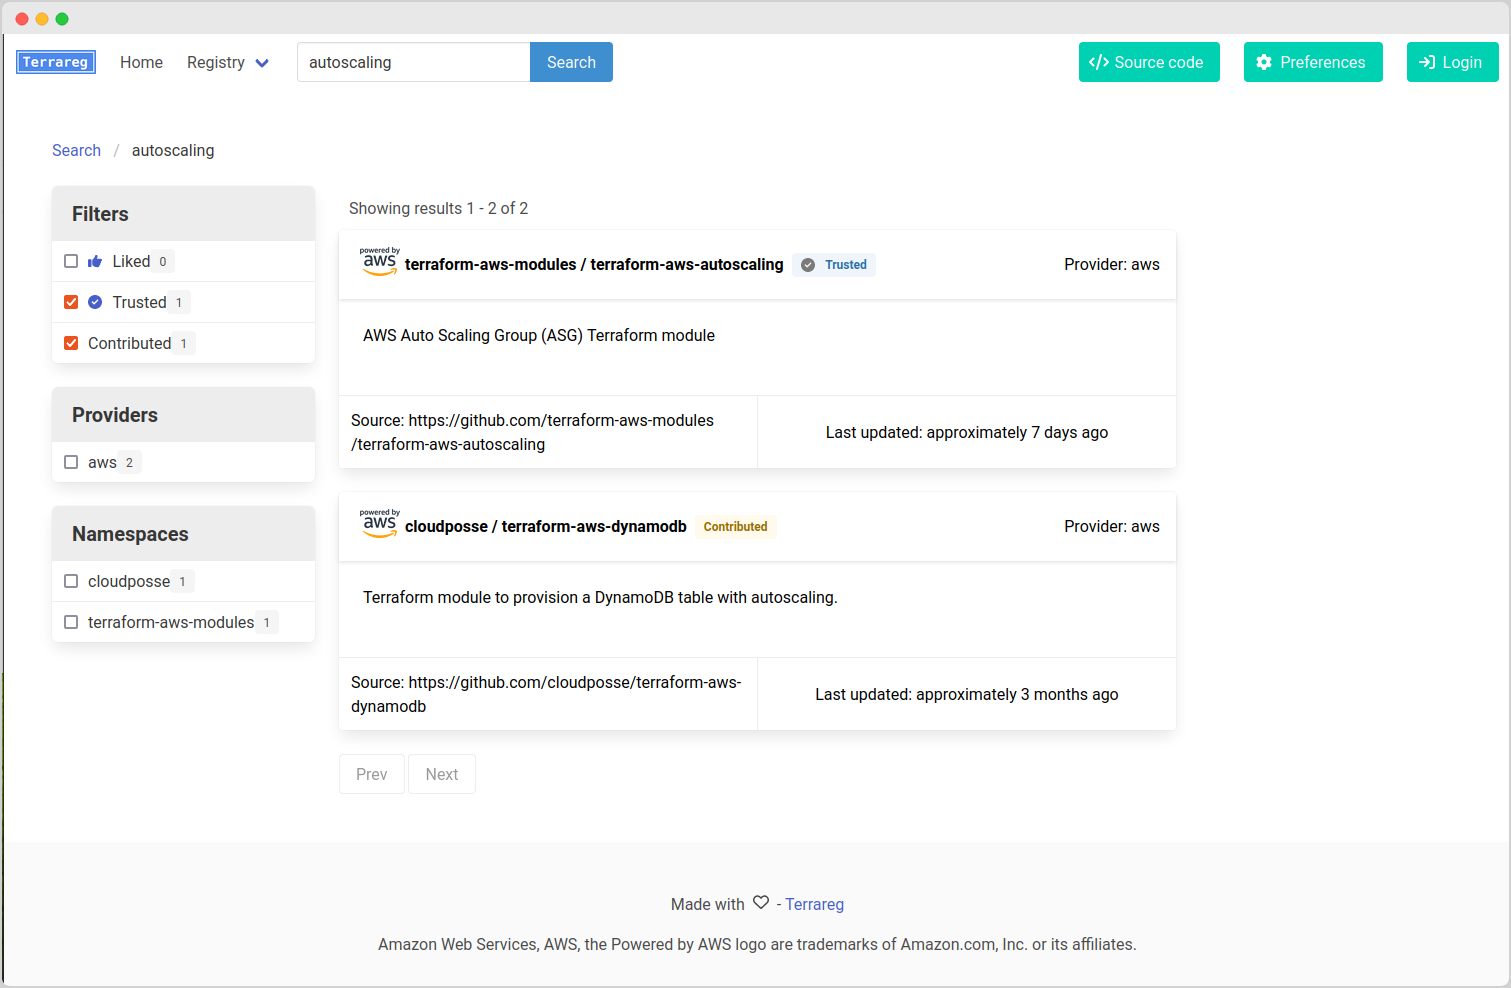 Terrareg Home Registry autoscaling Search Source code Preferences Login
Search / autoscaling
Filters
Liked 0
Trusted 1
Contributed 1
Providers
aws 2
Namespaces
cloudposse 1
terraform-aws-modules 1
Showing results 1 - 2 of 2
powered by
aws
terraform-aws-modules / terraform-aws-autoscaling Trusted Provider: aws
AWS Auto Scaling Group (ASG) Terraform module
Source: https://github.com/terraform-aws-modules
/terraform-aws-autoscaling
Last updated: approximately 7 days ago
powered by
aws
cloudposse / terraform-aws-dynamodb Contributed Provider: aws
Terraform module to provision a DynamoDB table with autoscaling.
Source: https://github.com/cloudposse/terraform-aws-
dynamodb
Last updated: approximately 3 months ago
Prev Next
Made with - Terrareg
Amazon Web Services, AWS, the Powered by AWS logo are trademarks of Amazon.com, Inc. or its affiliates.